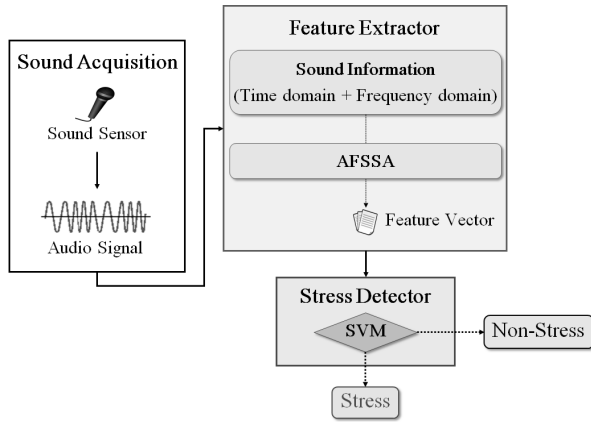 Sound Acquisition
Sound Sensor
Audio Signal
Feature Extractor
Sound Information
(Time domain + Frequency domain)
AFSSA
Feature Vector
Stress Detector
SVM
Non-Stress
Stress